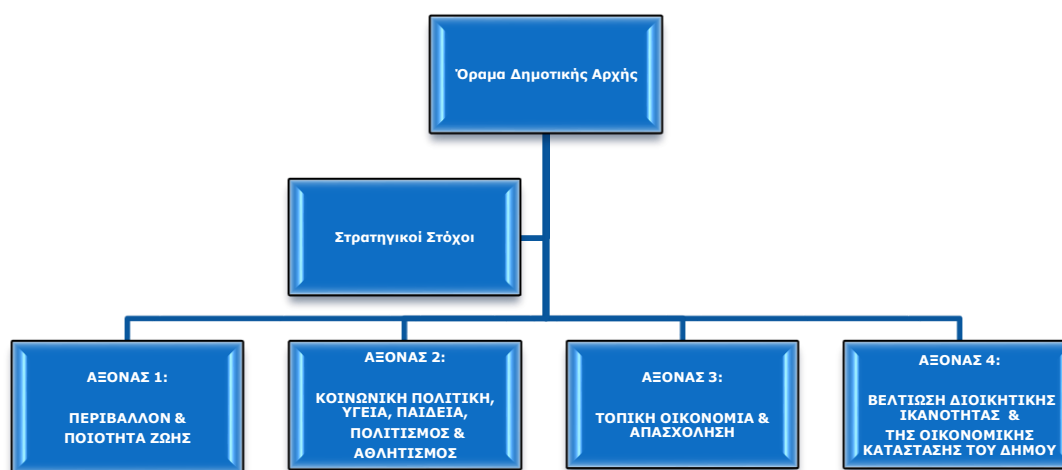 Όραμα Δημοτικής Αρχής
Στρατηγικοί Στόχοι
ΑΞΟΝΑΣ 1:
ΠΕΡΙΒΑΛΛΟΝ &
ΠΟΙΟΤΗΤΑ ΖΩΗΣ
ΑΞΟΝΑΣ 2:
ΚΟΙΝΩΝΙΚΗ ΠΟΛΙΤΙΚΗ,
ΥΓΕΙΑ, ΠΑΙΔΕΙΑ,
ΠΟΛΙΤΙΣΜΟΣ &
ΑΘΛΗΤΙΣΜΟΣ
ΑΞΟΝΑΣ 3:
ΤΟΠΙΚΗ ΟΙΚΟΝΟΜΙΑ &
ΑΠΑΣΧΟΛΗΣΗ
ΑΞΟΝΑΣ 4:
ΒΕΛΤΙΩΣΗ ΔΙΟΙΚΗΤΙΚΗΣ
ΙΚΑΝΟΤΗΤΑΣ &
ΤΗΣ ΟΙΚΟΝΟΜΙΚΗΣ
ΚΑΤΑΣΤΑΣΗΣ ΤΟΥ ΔΗΜΟΥ